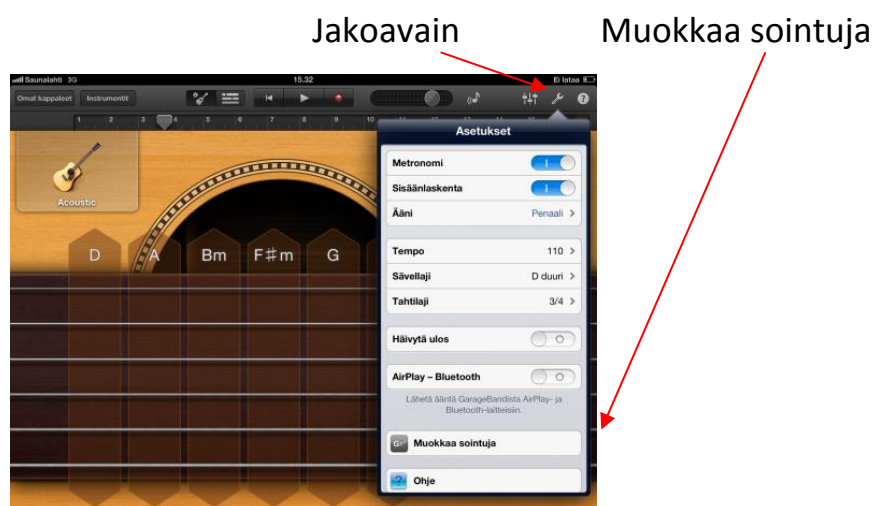 Jakoavain Muokkaa sointuja
Saunalahti 3G 15.32 Ei lataa
Omat kappaleet Instrumentit
1 2 3 4 5 6 7 8 9 10
Asetukset
Acoustic
D A Bm F♯m G
Metronomi
Sisäänlaskenta
Ääni Penaali >
Tempo 110 >
Sävellaji D duuri >
Tahtilaji 3/4 >
Häivytä ulos
AirPlay – Bluetooth
Lähetä ääntä GarageBandista AirPlay- ja
Bluetooth-laitteisiin.
Muokkaa sointuja
? Ohje